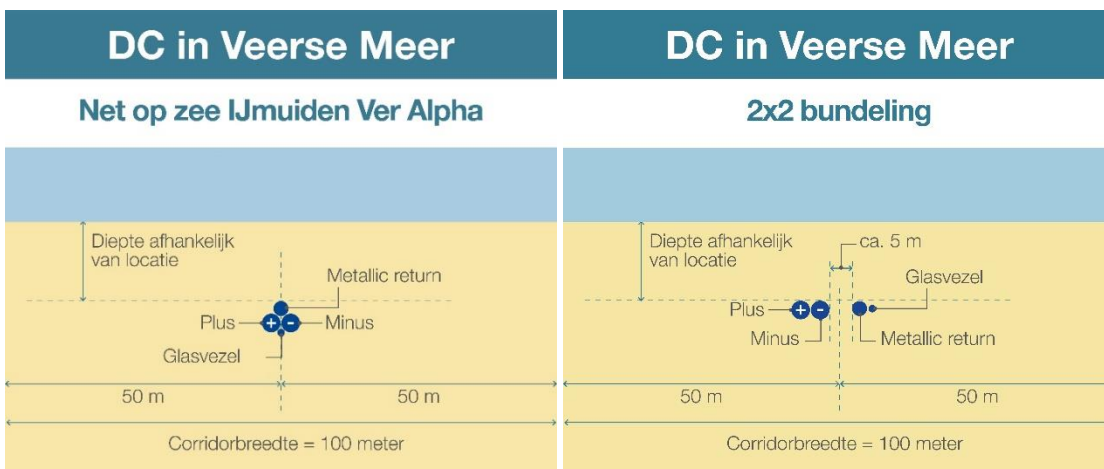 DC in Veerse Meer
Net op zee IJmuiden Ver Alpha
Diepte afhankelijk
van locatie
Metallic return
Plus
+
-
Minus
Glasvezel
50 m
50 m
Corridorbreedte = 100 meter
DC in Veerse Meer
2x2 bundeling
Diepte afhankelijk
van locatie
ca. 5 m
Glasvezel
Plus
+
-
Minus
Metallic return
50 m
50 m
Corridorbreedte = 100 meter